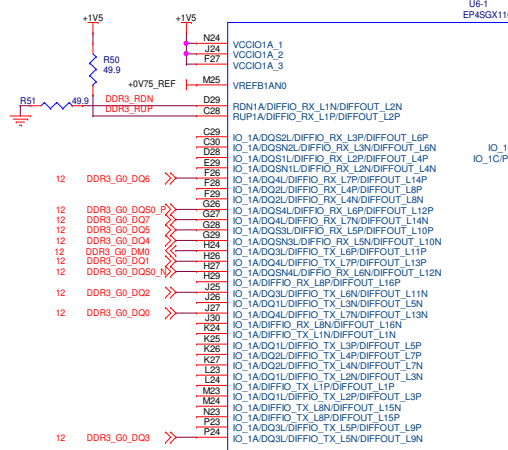 U6-1
EP4SGX110
+1V5 +1V5
N24 VCCIO1A_1
J24 VCCIO1A_2
F27 VCCIO1A_3
R50
49.9
+0V75_REF M25 VREFB1AN0
R51 49.9 DDR3_RDN D29 RDN1A/DIFFIO_RX_L1N/DIFFOUT_L2N
DDR3_RUP C28 RUP1A/DIFFIO_RX_L1P/DIFFOUT_L2P
C29 IO_1A/DQS2L/DIFFIO_RX_L3P/DIFFOUT_L6P
C30 IO_1A/DQSN2L/DIFFIO_RX_L3N/DIFFOUT_L6N IO_1
D28 IO_1A/DQS1L/DIFFIO_RX_L2P/DIFFOUT_L4P IO_1C/P
E29 IO_1A/DQSN1L/DIFFIO_RX_L2N/DIFFOUT_L4N
12 DDR3_G0_DQ6 F26 IO_1A/DQ4L/DIFFIO_RX_L7P/DIFFOUT_L14P
F28 IO_1A/DQ2L/DIFFIO_RX_L4P/DIFFOUT_L8P
F29 IO_1A/DQ2L/DIFFIO_RX_L4N/DIFFOUT_L8N
12 DDR3_G0_DQS0_P G26 IO_1A/DQS4L/DIFFIO_RX_L6P/DIFFOUT_L12P
12 DDR3_G0_DQ7 G27 IO_1A/DQ4L/DIFFIO_RX_L7N/DIFFOUT_L14N
12 DDR3_G0_DQ5 G28 IO_1A/DQS3L/DIFFIO_RX_L5P/DIFFOUT_L10P
12 DDR3_G0_DQ4 G29 IO_1A/DQSN3L/DIFFIO_RX_L5N/DIFFOUT_L10N
12 DDR3_G0_DM0 H24 IO_1A/DQ3L/DIFFIO_TX_L6P/DIFFOUT_L11P
12 DDR3_G0_DQ1 H26 IO_1A/DQ4L/DIFFIO_TX_L7P/DIFFOUT_L13P
12 DDR3_G0_DQS0_N H27 IO_1A/DQSN4L/DIFFIO_RX_L6N/DIFFOUT_L12N
H29 IO_1A/DIFFIO_RX_L8P/DIFFOUT_L16P
12 DDR3_G0_DQ2 J25 IO_1A/DQ3L/DIFFIO_TX_L6N/DIFFOUT_L11N
J26 IO_1A/DQ1L/DIFFIO_TX_L3N/DIFFOUT_L5N
12 DDR3_G0_DQ0 J27 IO_1A/DQ4L/DIFFIO_TX_L7N/DIFFOUT_L13N
J30 IO_1A/DIFFIO_RX_L8N/DIFFOUT_L16N
K24 IO_1A/DIFFIO_TX_L1N/DIFFOUT_L1N
K25 IO_1A/DQ1L/DIFFIO_TX_L3P/DIFFOUT_L5P
K26 IO_1A/DQ2L/DIFFIO_TX_L4P/DIFFOUT_L7P
K27 IO_1A/DQ2L/DIFFIO_TX_L4N/DIFFOUT_L7N
L23 IO_1A/DQ1L/DIFFIO_TX_L2N/DIFFOUT_L3N
L24 IO_1A/DIFFIO_TX_L1P/DIFFOUT_L1P
M23 IO_1A/DQ1L/DIFFIO_TX_L2P/DIFFOUT_L3P
M24 IO_1A/DIFFIO_TX_L8N/DIFFOUT_L15N
N23 IO_1A/DIFFIO_TX_L8P/DIFFOUT_L15P
P23 IO_1A/DQ3L/DIFFIO_TX_L5P/DIFFOUT_L9P
12 DDR3_G0_DQ3 P24 IO_1A/DQ3L/DIFFIO_TX_L5N/DIFFOUT_L9N